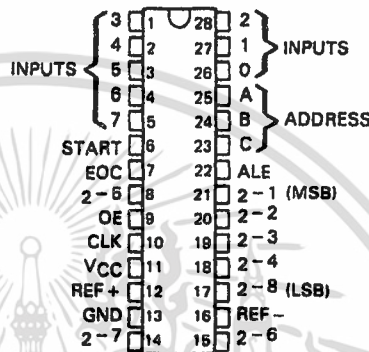 3 1 28 2
4 2 27 1
INPUTS 5 3 26 0 INPUTS
6 4 25 A
7 5 24 B ADDRESS
START 6 23 C
EOC 7 22 ALE
2-6 8 21 2-1 (MSB)
OE 9 20 2-2
CLK 10 19 2-3
VCC 11 18 2-4
REF+ 12 17 2-8 (LSB)
GND 13 16 REF-
2-7 14 15 2-6